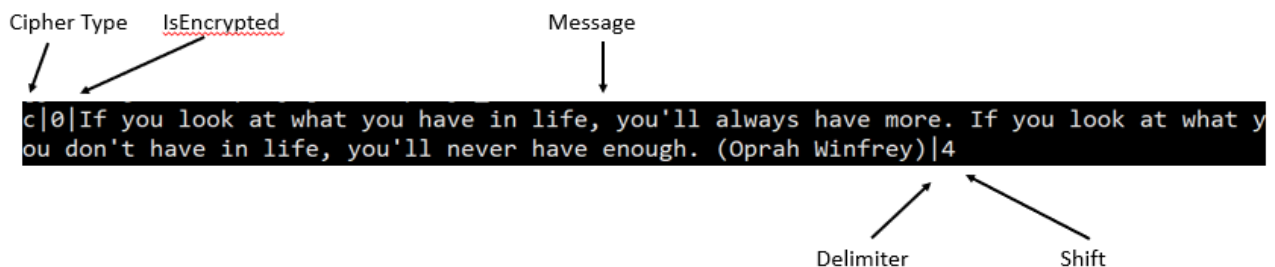 Cipher Type IsEncrypted Message
c|0|If you look at what you have in life, you'll always have more. If you look at what y
ou don't have in life, you'll never have enough. (Oprah Winfrey)|4
Delimiter Shift